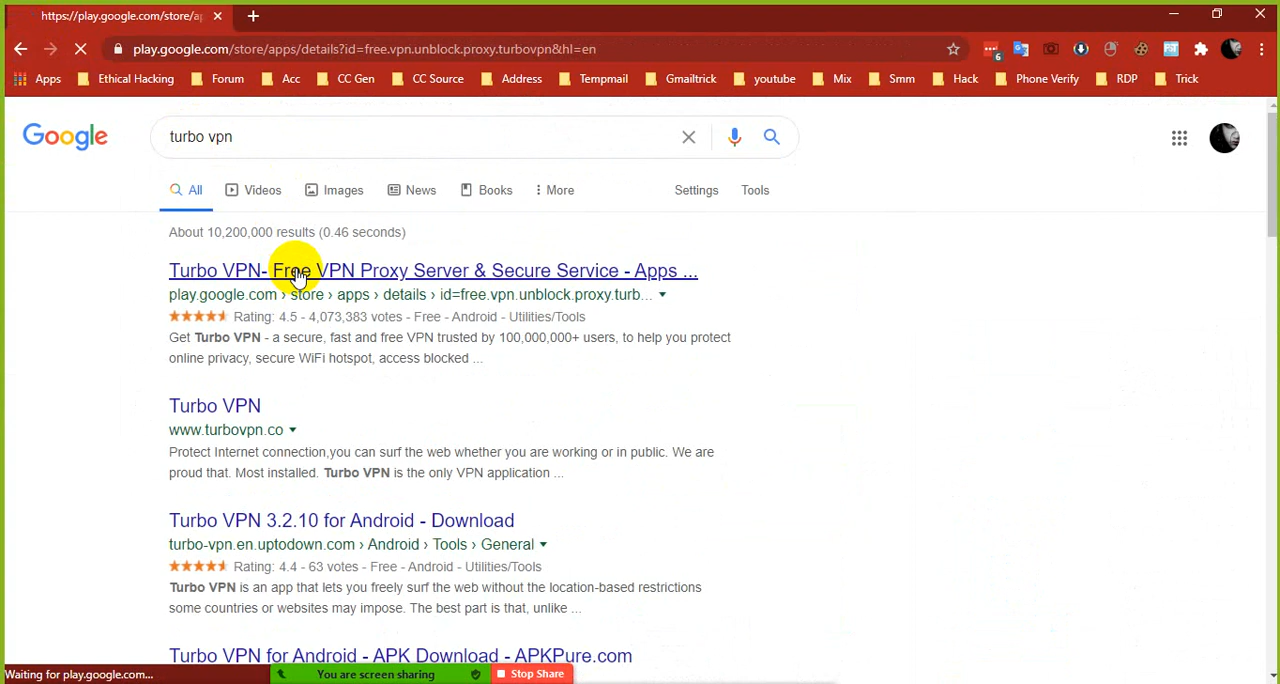 https://play.google.com/store/ap
play.google.com/store/apps/details?id=free.vpn.unblock.proxy.turbovpn&hl=en
6
Apps Ethical Hacking Forum Acc CC Gen CC Source Address Tempmail Gmailtrick youtube Mix Smm Hack Phone Verify RDP Trick
Google
turbo vpn
All Videos Images News Books More Settings Tools
About 10,200,000 results (0.46 seconds)
Turbo VPN- Free VPN Proxy Server & Secure Service - Apps ...
play.google.com › store › apps › details › id=free.vpn.unblock.proxy.turb...
Rating: 4.5 - 4,073,383 votes - Free - Android - Utilities/Tools
Get Turbo VPN - a secure, fast and free VPN trusted by 100,000,000+ users, to help you protect
online privacy, secure WiFi hotspot, access blocked ...
Turbo VPN
www.turbovpn.co
Protect Internet connection,you can surf the web whether you are working or in public. We are
proud that. Most installed. Turbo VPN is the only VPN application ...
Turbo VPN 3.2.10 for Android - Download
turbo-vpn.en.uptodown.com › Android › Tools › General
Rating: 4.4 - 63 votes - Free - Android - Utilities/Tools
Turbo VPN is an app that lets you freely surf the web without the location-based restrictions
some countries or websites may impose. The best part is that, unlike ...
Turbo VPN for Android - APK Download - APKPure.com
Waiting for play.google.com... You are screen sharing Stop Share